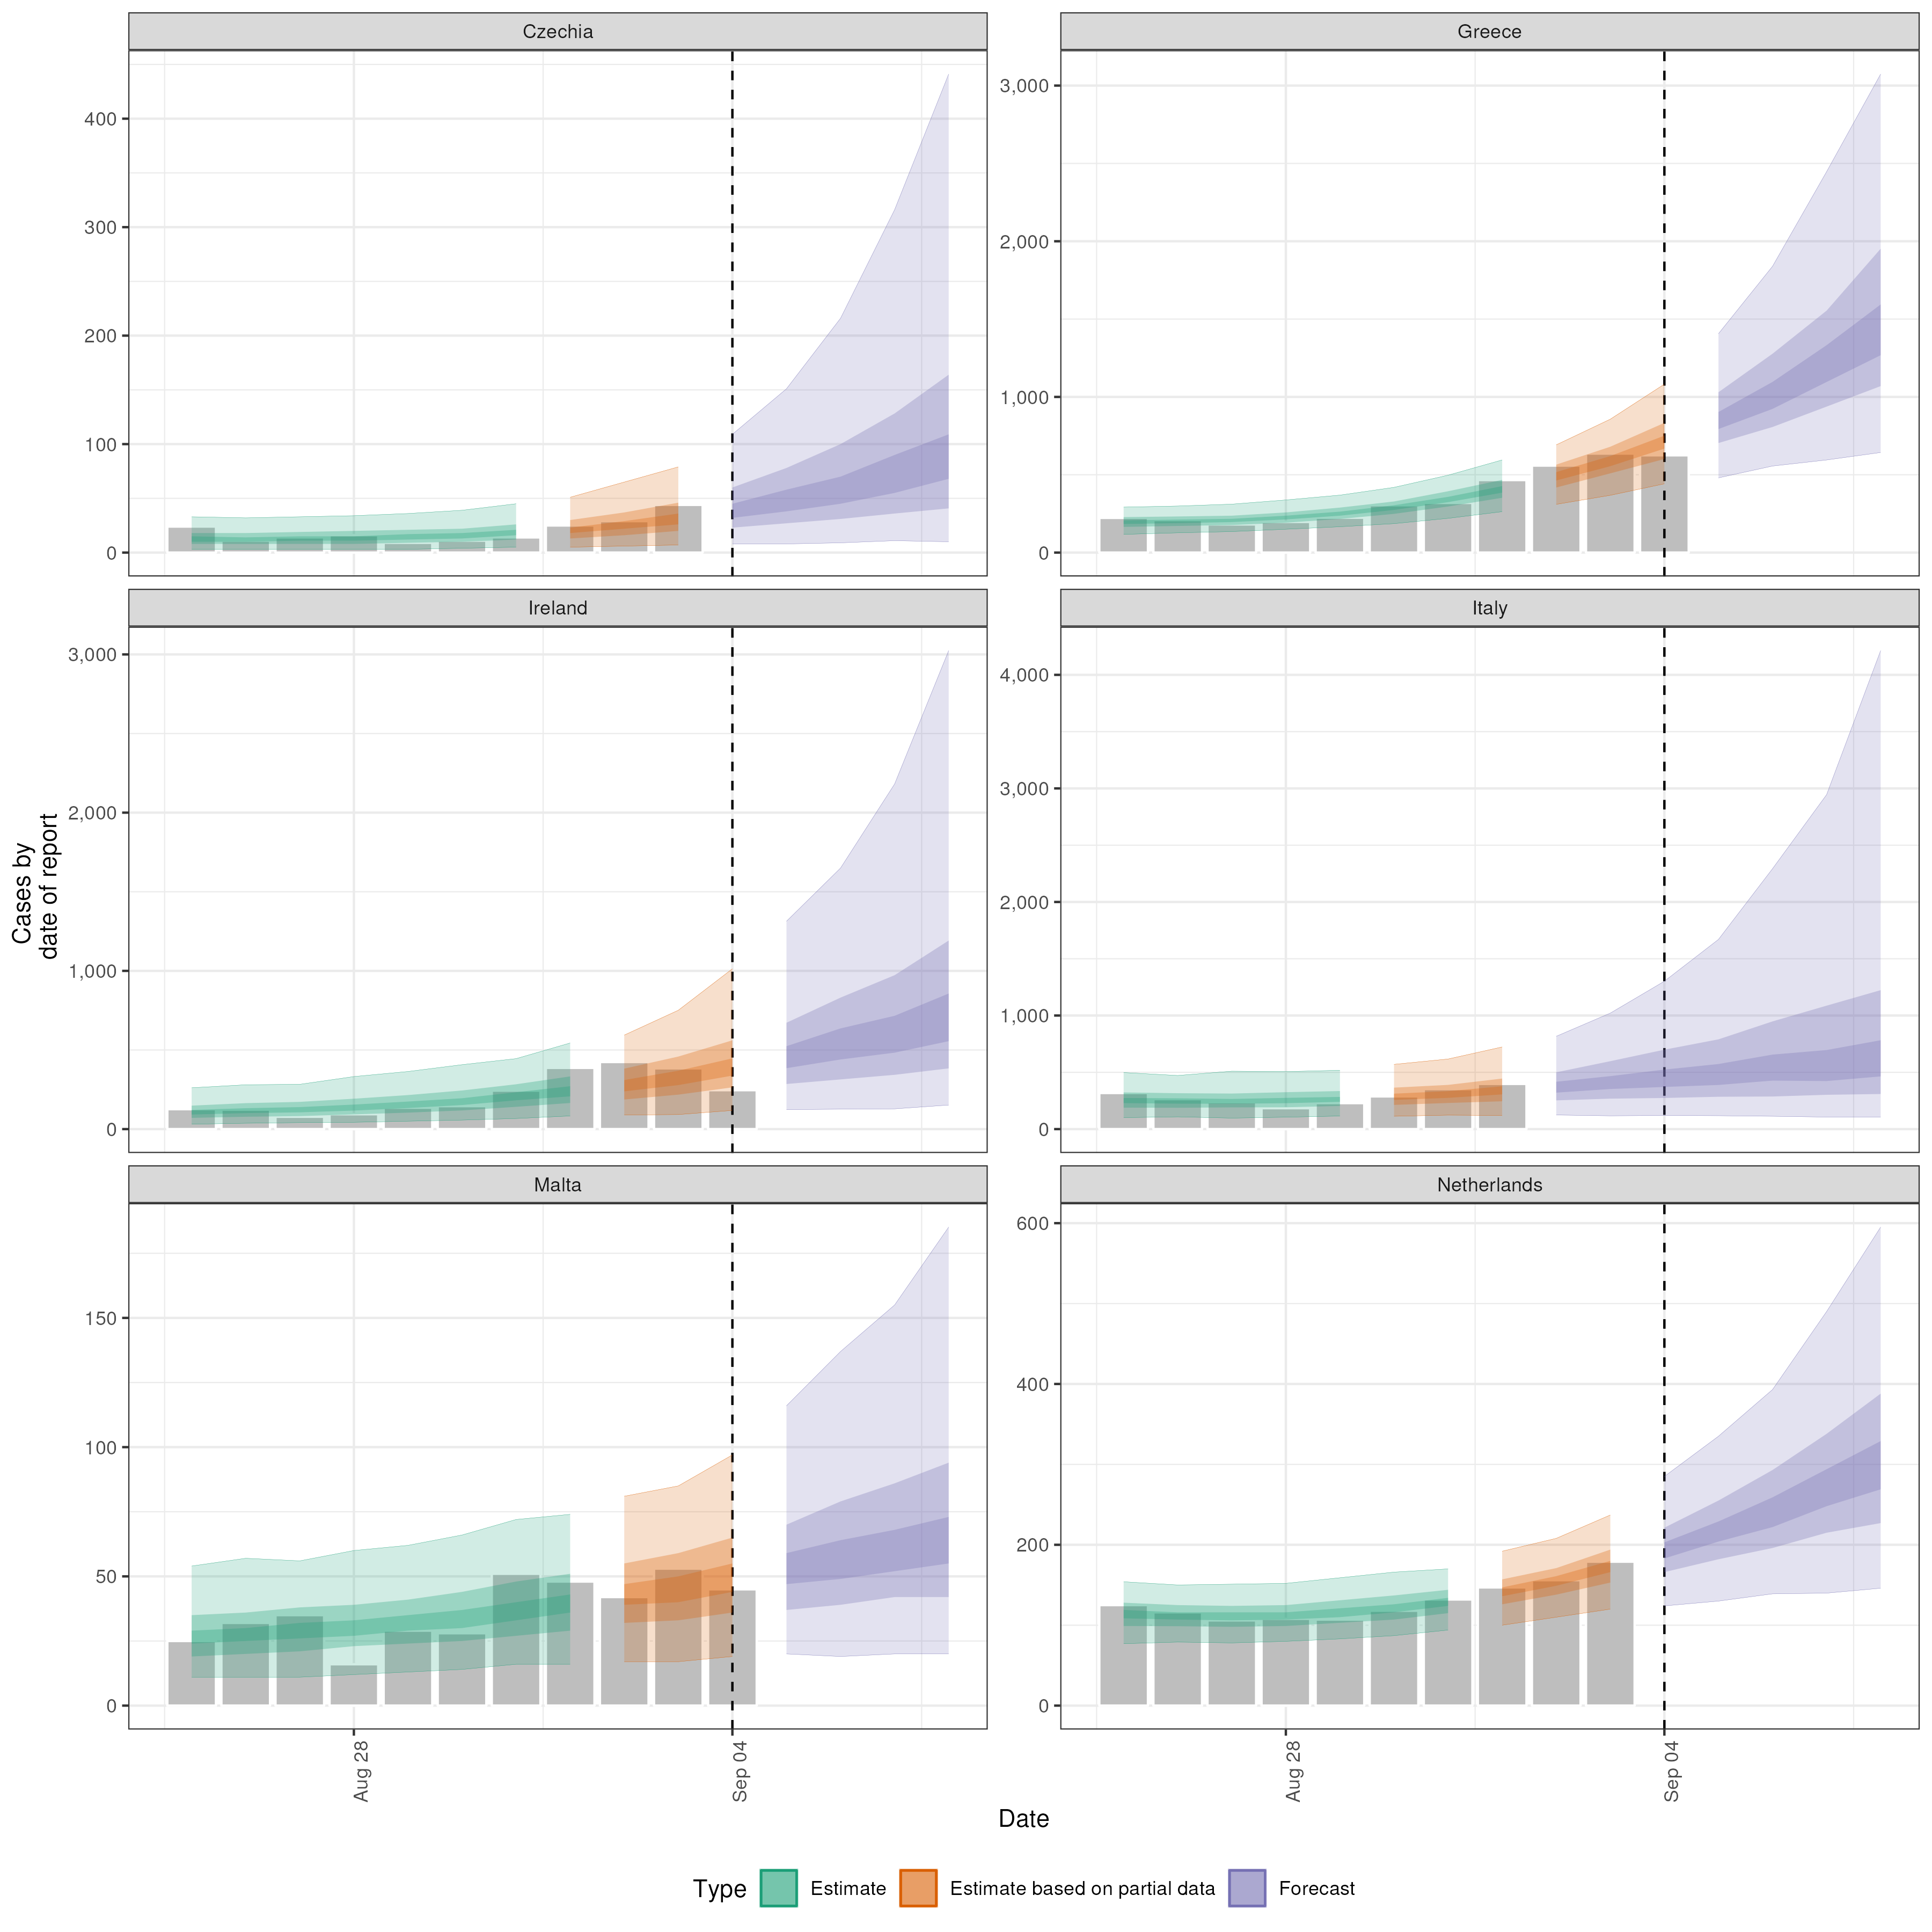 Czechia
Greece
400
300
200
100
0
3,000
2,000
1,000
0
Ireland
Italy
3,000
2,000
1,000
0
4,000
3,000
2,000
1,000
0
Cases by
date of report
Malta
Netherlands
150
100
50
0
600
400
200
0
Aug 28
Sep 04
Aug 28
Sep 04
Date
Type Estimate Estimate based on partial data Forecast